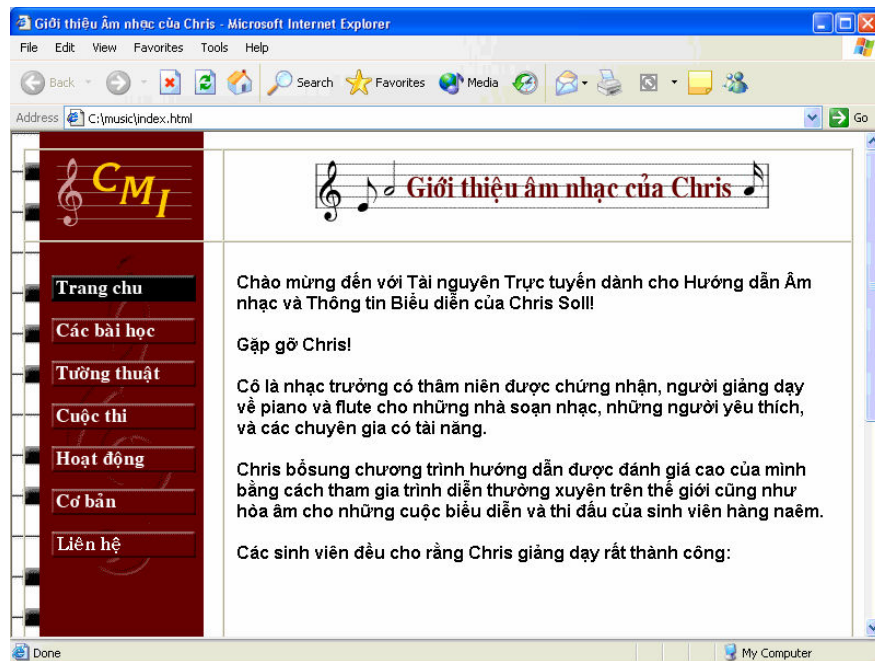 Giới thiệu Âm nhạc của Chris - Microsoft Internet Explorer
File Edit View Favorites Tools Help
Back Search Favorites Media
Address C:\music\index.html Go
CMI
Giới thiệu âm nhạc của Chris
Trang chu
Các bài học
Tường thuật
Cuộc thi
Hoạt động
Cơ bản
Liên hệ
Chào mừng đến với Tài nguyên Trực tuyến dành cho Hướng dẫn Âm
nhạc và Thông tin Biểu diễn của Chris Soll!
Gặp gỡ Chris!
Cô là nhạc trưởng có thâm niên được chứng nhận, người giảng dạy
về piano và flute cho những nhà soạn nhạc, những người yêu thích,
và các chuyên gia có tài năng.
Chris bổsung chương trình hướng dẫn được đánh giá cao của mình
bằng cách tham gia trình diễn thường xuyên trên thế giới cũng như
hòa âm cho những cuộc biểu diễn và thi đấu của sinh viên hàng naêm.
Các sinh viên đều cho rằng Chris giảng dạy rất thành công:
Done My Computer